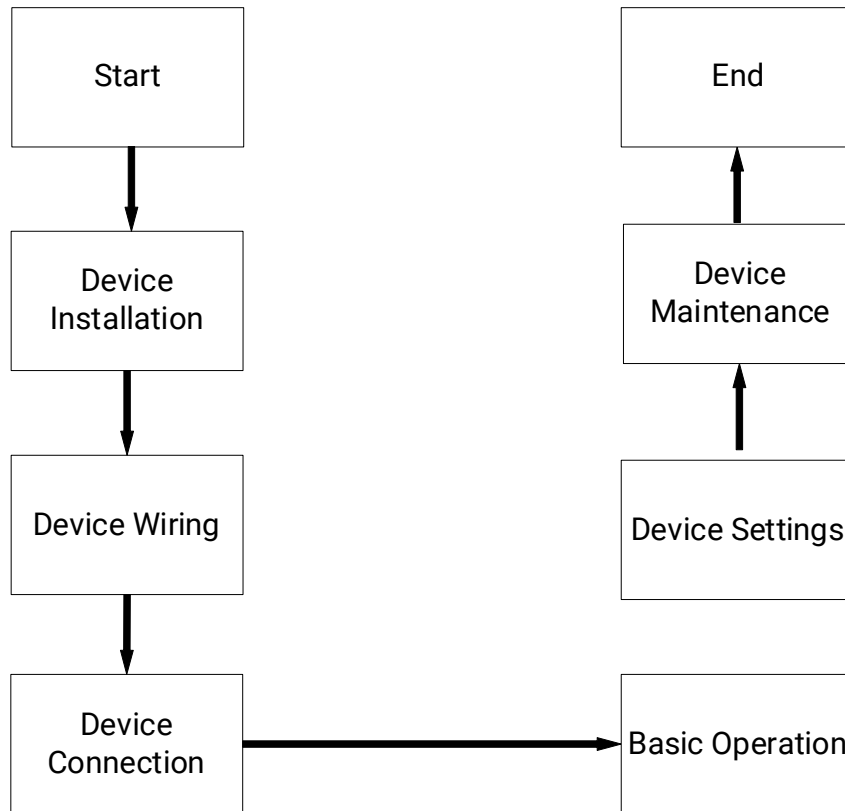 Start
Device
Installation
Device Wiring
Device
Connection
Basic Operation
Device Settings
Device
Maintenance
End